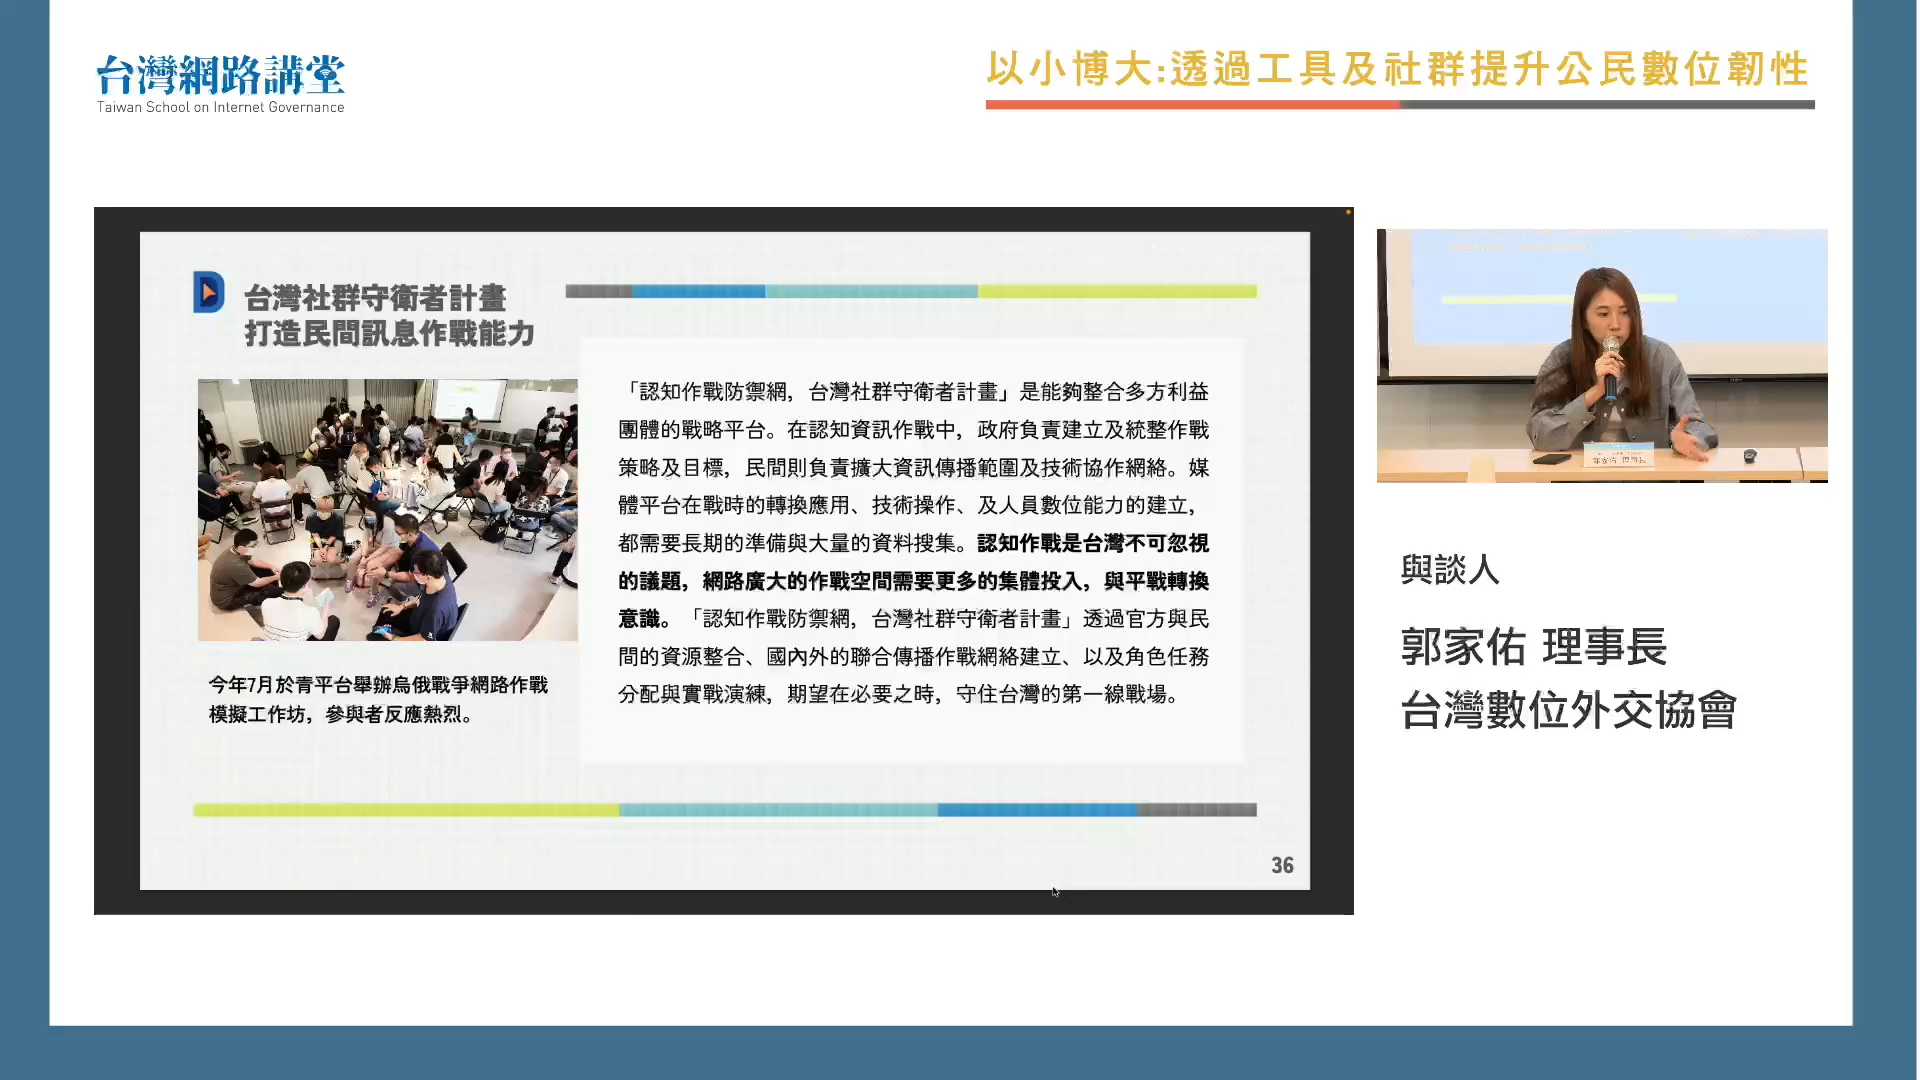 台灣網路講堂
Taiwan School on Internet Governance
以小博大:透過工具及社群提升公民數位韌性
台灣社群守衛者計畫
打造民間訊息作戰能力
「認知作戰防禦網，台灣社群守衛者計畫」是能夠整合多方利益
團體的戰略平台。在認知資訊作戰中，政府負責建立及統整作戰
策略及目標，民間則負責擴大資訊傳播範圍及技術協作網絡。媒
體平台在戰時的轉換應用、技術操作、及人員數位能力的建立，
都需要長期的準備與大量的資料搜集。認知作戰是台灣不可忽視
的議題，網路廣大的作戰空間需要更多的集體投入，與平戰轉換
意識。「認知作戰防禦網，台灣社群守衛者計畫」透過官方與民
間的資源整合、國內外的聯合傳播作戰網絡建立、以及角色任務
分配與實戰演練，期望在必要之時，守住台灣的第一線戰場。
今年7月於青平台舉辦烏俄戰爭網路作戰
模擬工作坊，參與者反應熱烈。
36
郭家佑 理事長
與談人
郭家佑 理事長
台灣數位外交協會